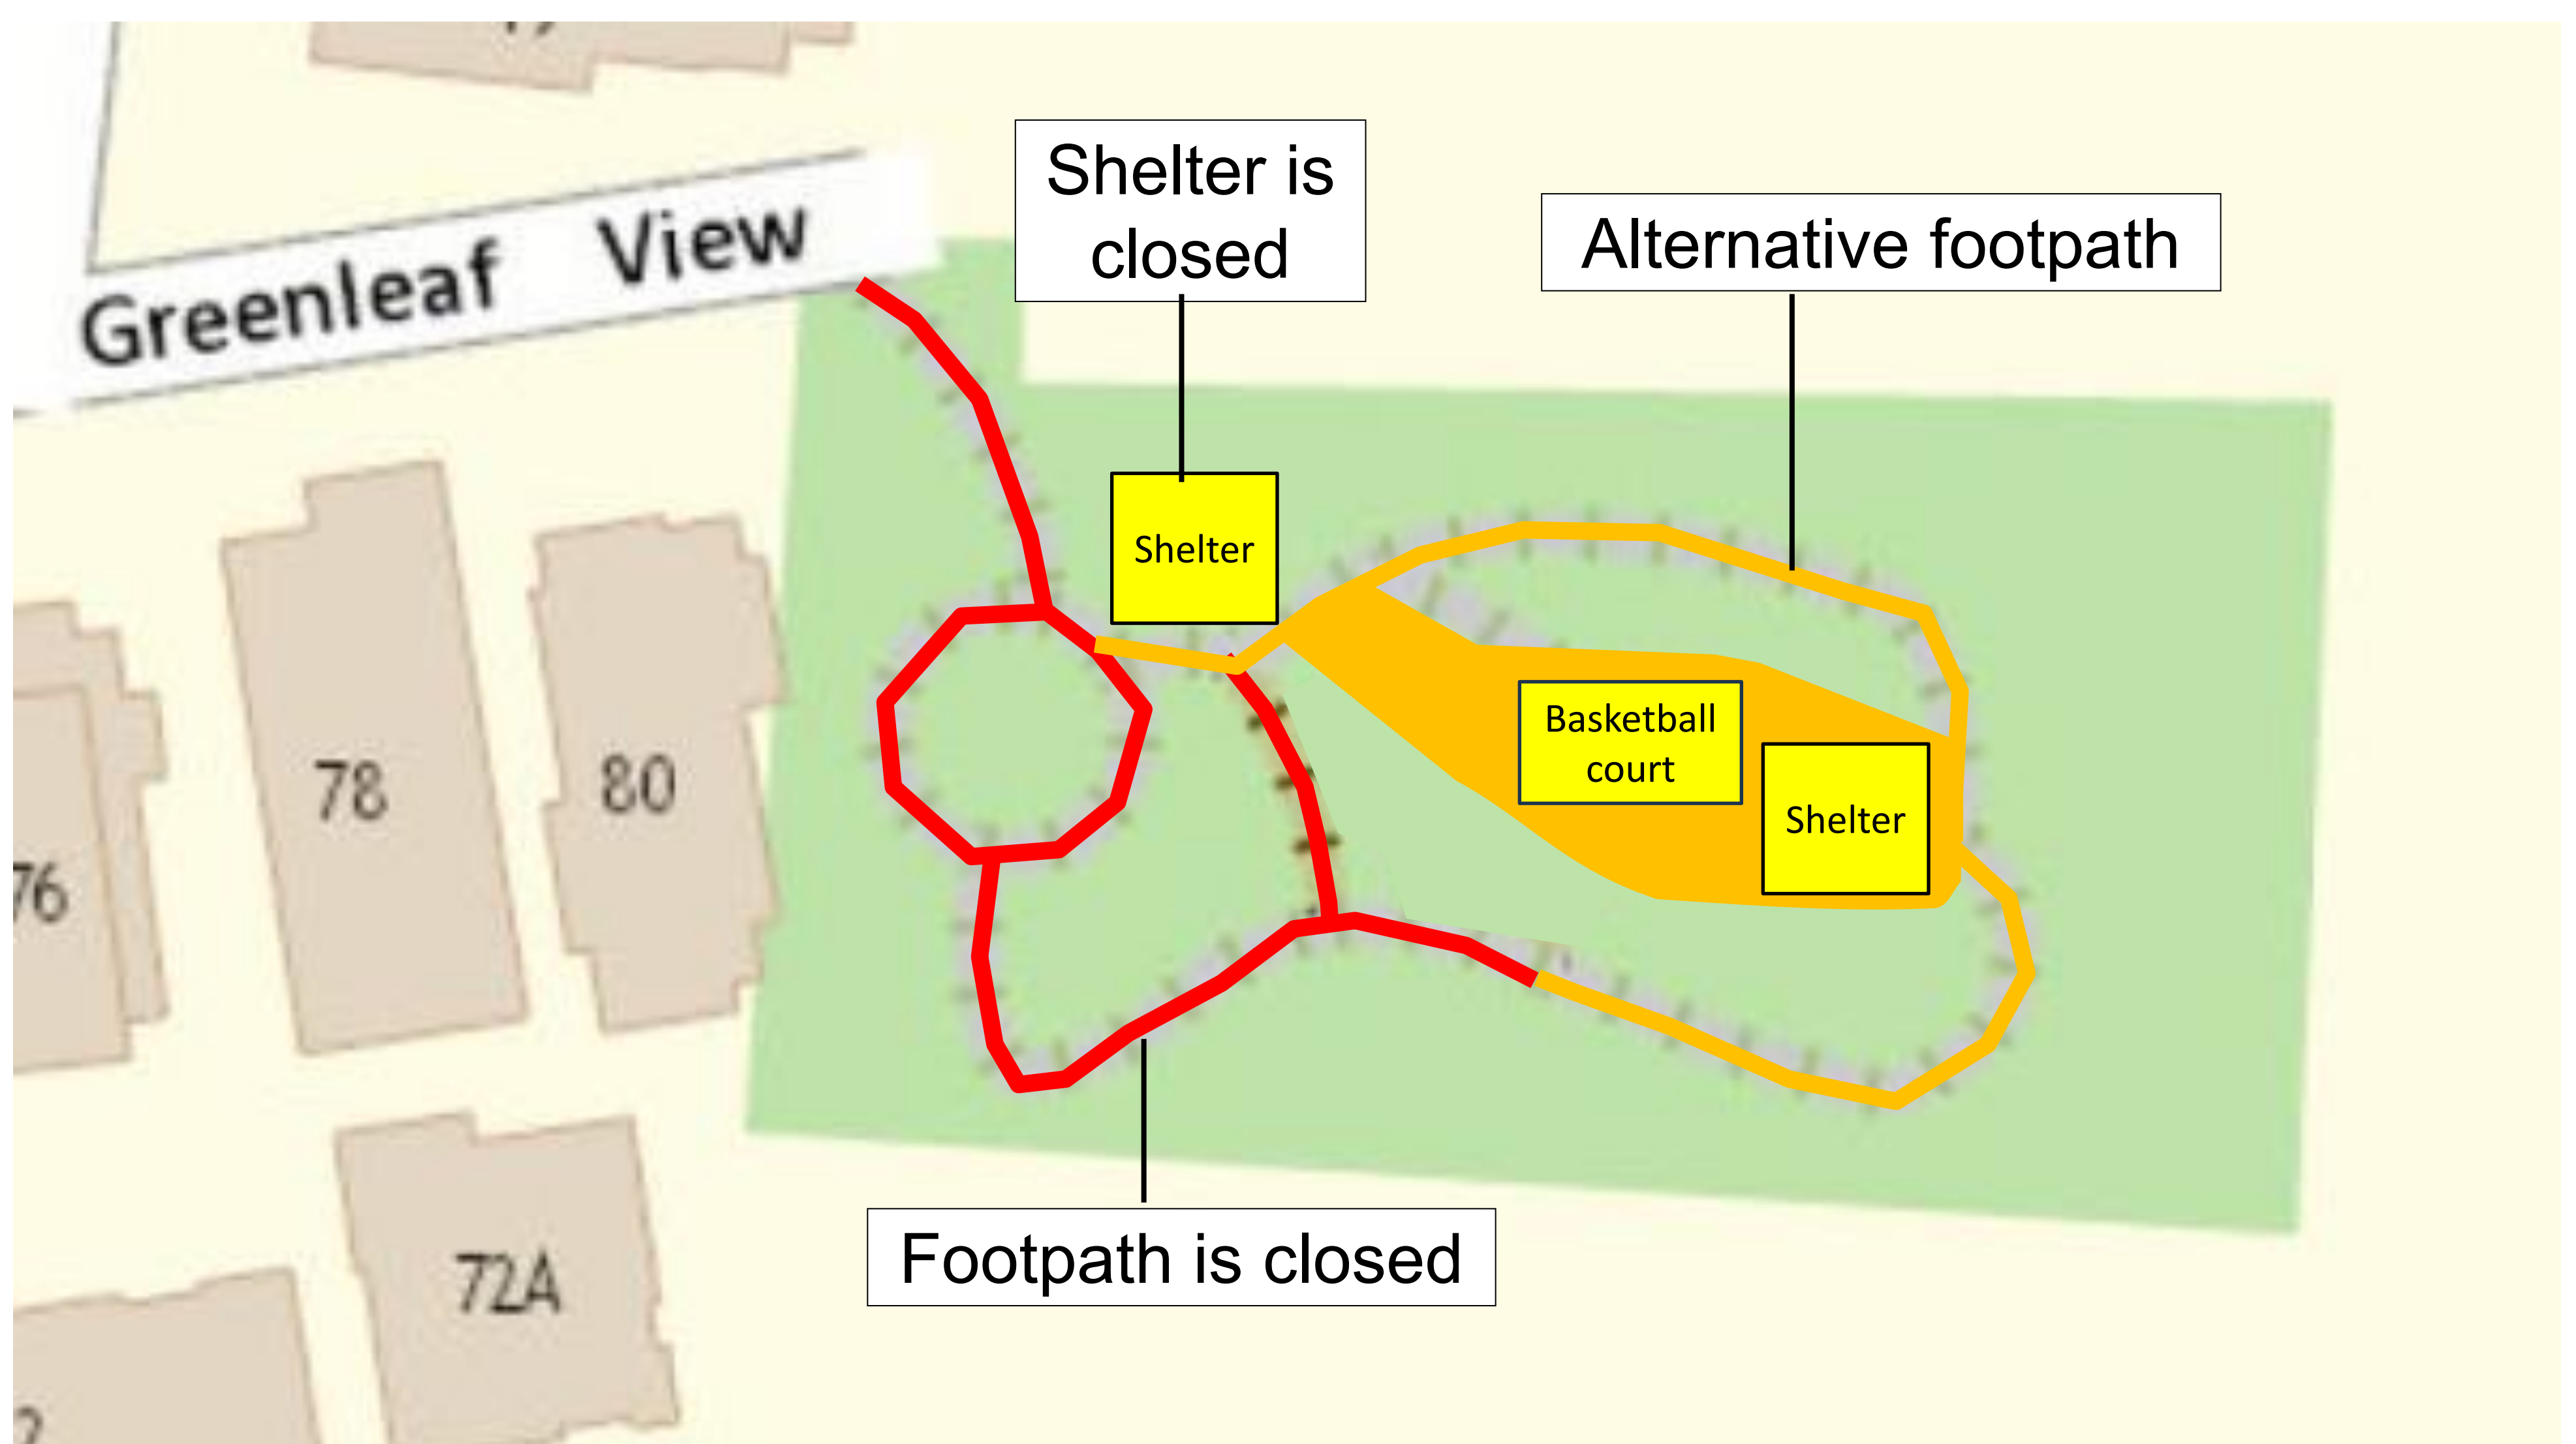 Shelter is
closed
Alternative footpath
Greenleaf View
Shelter
Basketball
court
Shelter
78
80
76
Footpath is closed
72A